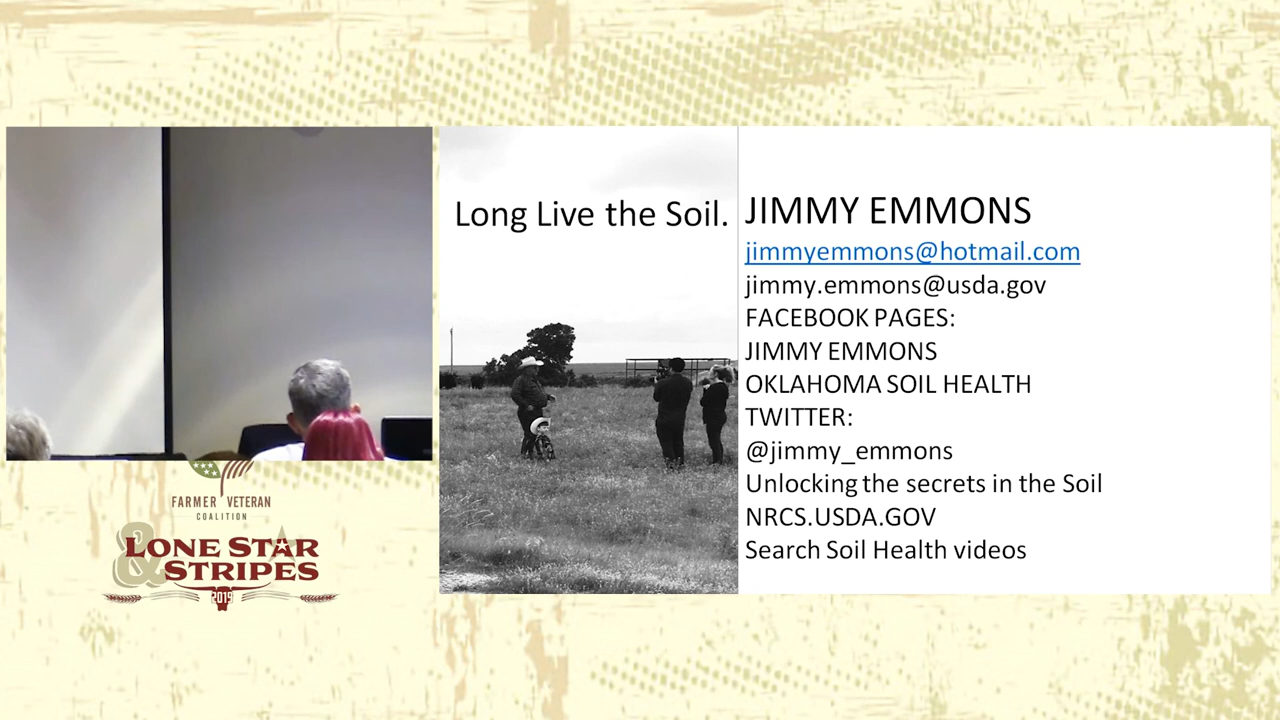 Long Live the Soil.
JIMMY EMMONS
jimmyemmons@hotmail.com
jimmy.emmons@usda.gov
FACEBOOK PAGES:
JIMMY EMMONS
OKLAHOMA SOIL HEALTH
TWITTER:
@jimmy_emmons
Unlocking the secrets in the Soil
NRCS.USDA.GOV
Search Soil Health videos
FARMER VETERAN
COALITION
LONE STAR
& STRIPES
2019